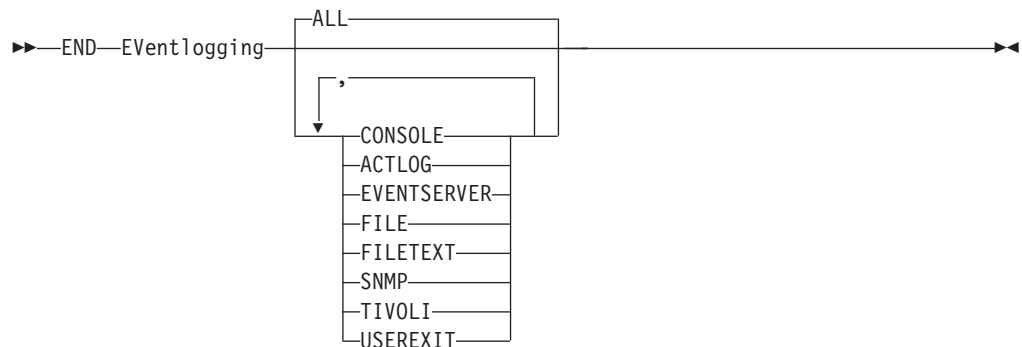 ALL
END EVentlogging
,
CONSOLE
ACTLOG
EVENTSERVER
FILE
FILETEXT
SNMP
TIVOLI
USEREXIT